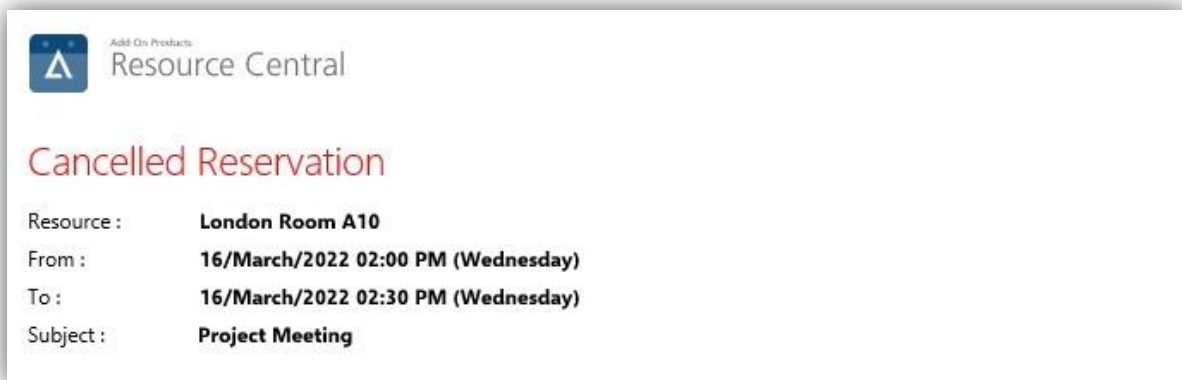 Add-On Products
Resource Central
Cancelled Reservation
Resource : London Room A10
From : 16/March/2022 02:00 PM (Wednesday)
To : 16/March/2022 02:30 PM (Wednesday)
Subject : Project Meeting